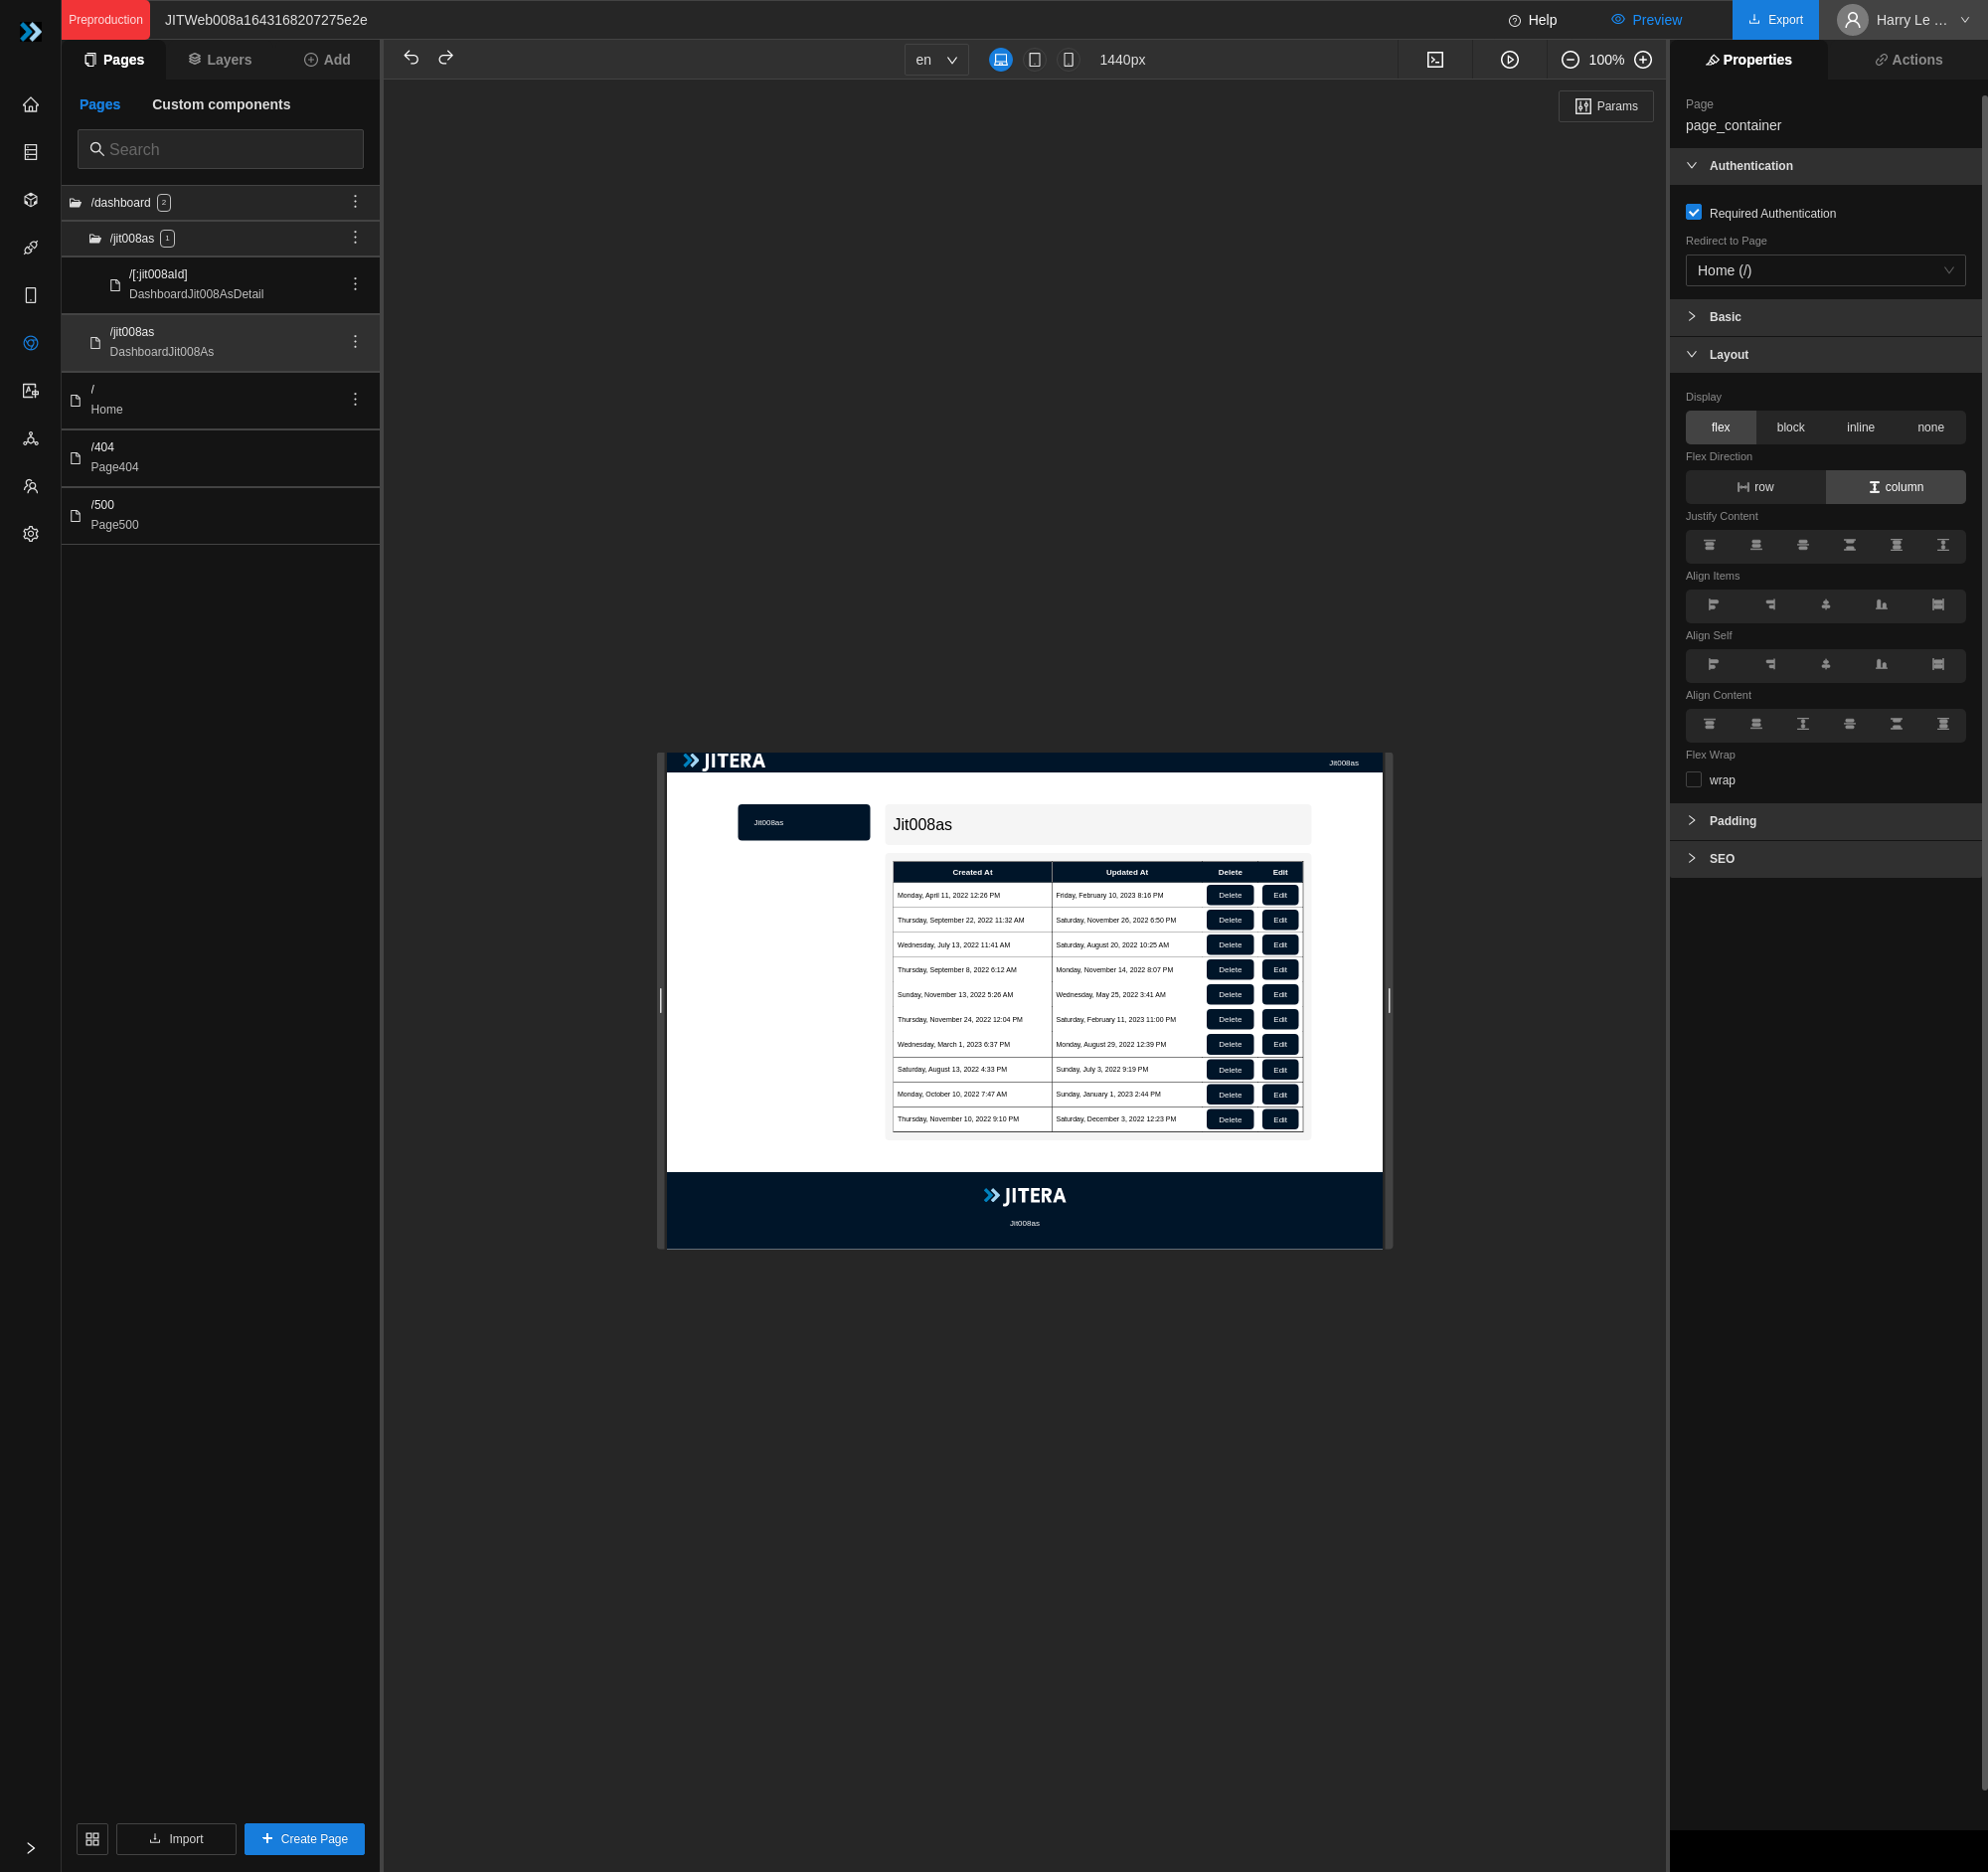 Preproduction
JITWeb008a1643168207275e2e
Help
Preview
Export
Harry Le ...
Pages
Layers
Add
en
1440px
100%
Properties
Actions
Pages
Custom components
Search
/dashboard 2
/jit008as 1
/[:jit008aId]
DashboardJit008AsDetail
/jit008as
DashboardJit008As
/
Home
/404
Page404
/500
Page500
Import
Create Page
Params
JITERA
Jit008as
Jit008as
Jit008as
Created At Updated At Delete Edit
Monday, April 11, 2022 12:26 PM Friday, February 10, 2023 8:16 PM Delete Edit
Thursday, September 22, 2022 11:32 AM Saturday, November 26, 2022 6:50 PM Delete Edit
Wednesday, July 13, 2022 11:41 AM Saturday, August 20, 2022 10:25 AM Delete Edit
Thursday, September 8, 2022 6:12 AM Monday, November 14, 2022 8:07 PM Delete Edit
Sunday, November 13, 2022 5:26 AM Wednesday, May 25, 2022 3:41 AM Delete Edit
Thursday, November 24, 2022 12:04 PM Saturday, February 11, 2023 11:00 PM Delete Edit
Wednesday, March 1, 2023 6:37 PM Monday, August 29, 2022 12:39 PM Delete Edit
Saturday, August 13, 2022 4:33 PM Sunday, July 3, 2022 9:19 PM Delete Edit
Monday, October 10, 2022 7:47 AM Sunday, January 1, 2023 2:44 PM Delete Edit
Thursday, November 10, 2022 9:10 PM Saturday, December 3, 2022 12:23 PM Delete Edit
JITERA
Jit008as
Page
page_container
Authentication
Required Authentication
Redirect to Page
Home (/)
Basic
Layout
Display
flex block inline none
Flex Direction
row column
Justify Content
Align Items
Align Self
Align Content
Flex Wrap
wrap
Padding
SEO